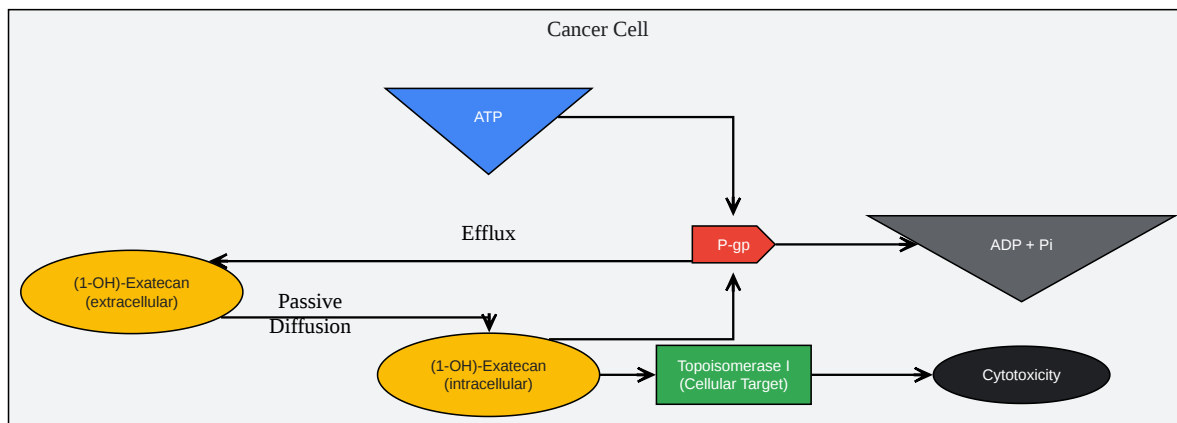 Cancer Cell
ATP
Efflux
P-gp
ADP + Pi
(1-OH)-Exatecan
(extracellular)
Passive
Diffusion
(1-OH)-Exatecan
(intracellular)
Topoisomerase I
(Cellular Target)
Cytotoxicity